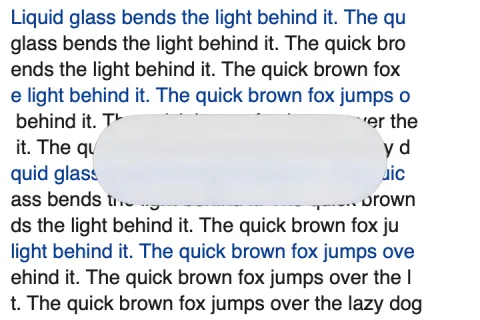 Liquid glass bends the light behind it. The qu
glass bends the light behind it. The quick bro
ends the light behind it. The quick brown fox
e light behind it. The quick brown fox jumps o
behind it. the
it. The d
quid glass
ass bends brown
ds the light behind it. The quick brown fox ju
light behind it. The quick brown fox jumps ove
ehind it. The quick brown fox jumps over the l
t. The quick brown fox jumps over the lazy dog